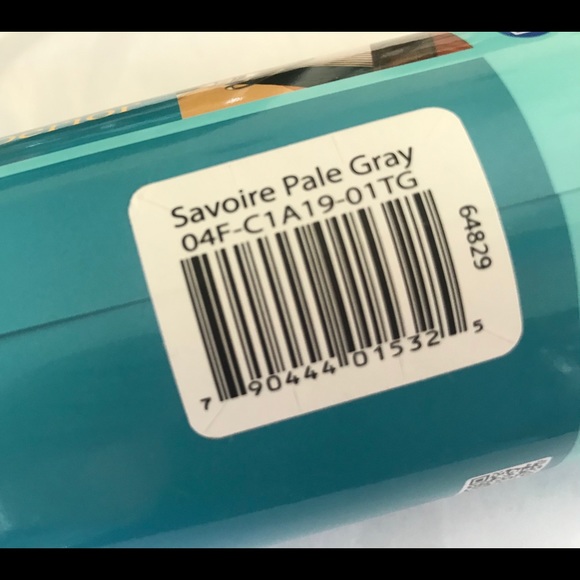 Savoire Pale Gray
04F-C1A19-01TG
64829
7 90444 01532 5